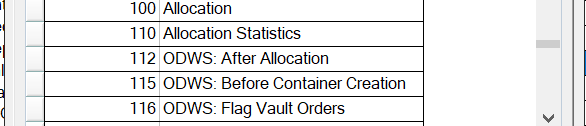 100 Allocation
110 Allocation Statistics
112 ODWS: After Allocation
115 ODWS: Before Container Creation
116 ODWS: Flag Vault Orders